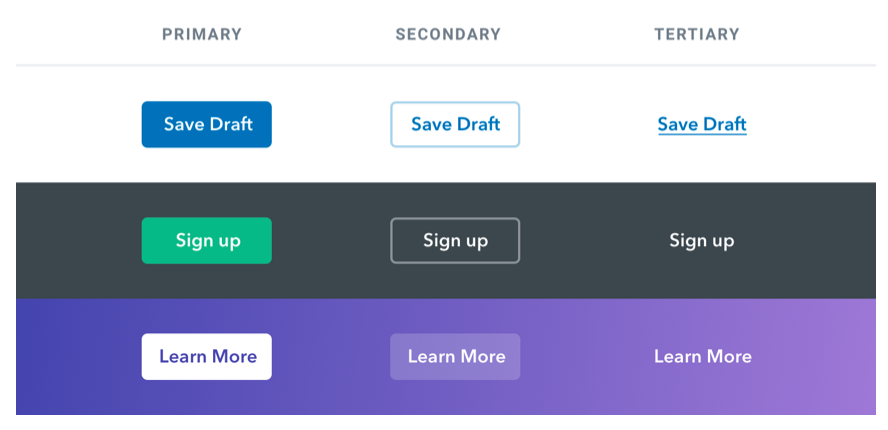 PRIMARY SECONDARY TERTIARY
Save Draft Save Draft Save Draft
Sign up Sign up Sign up
Learn More Learn More Learn More